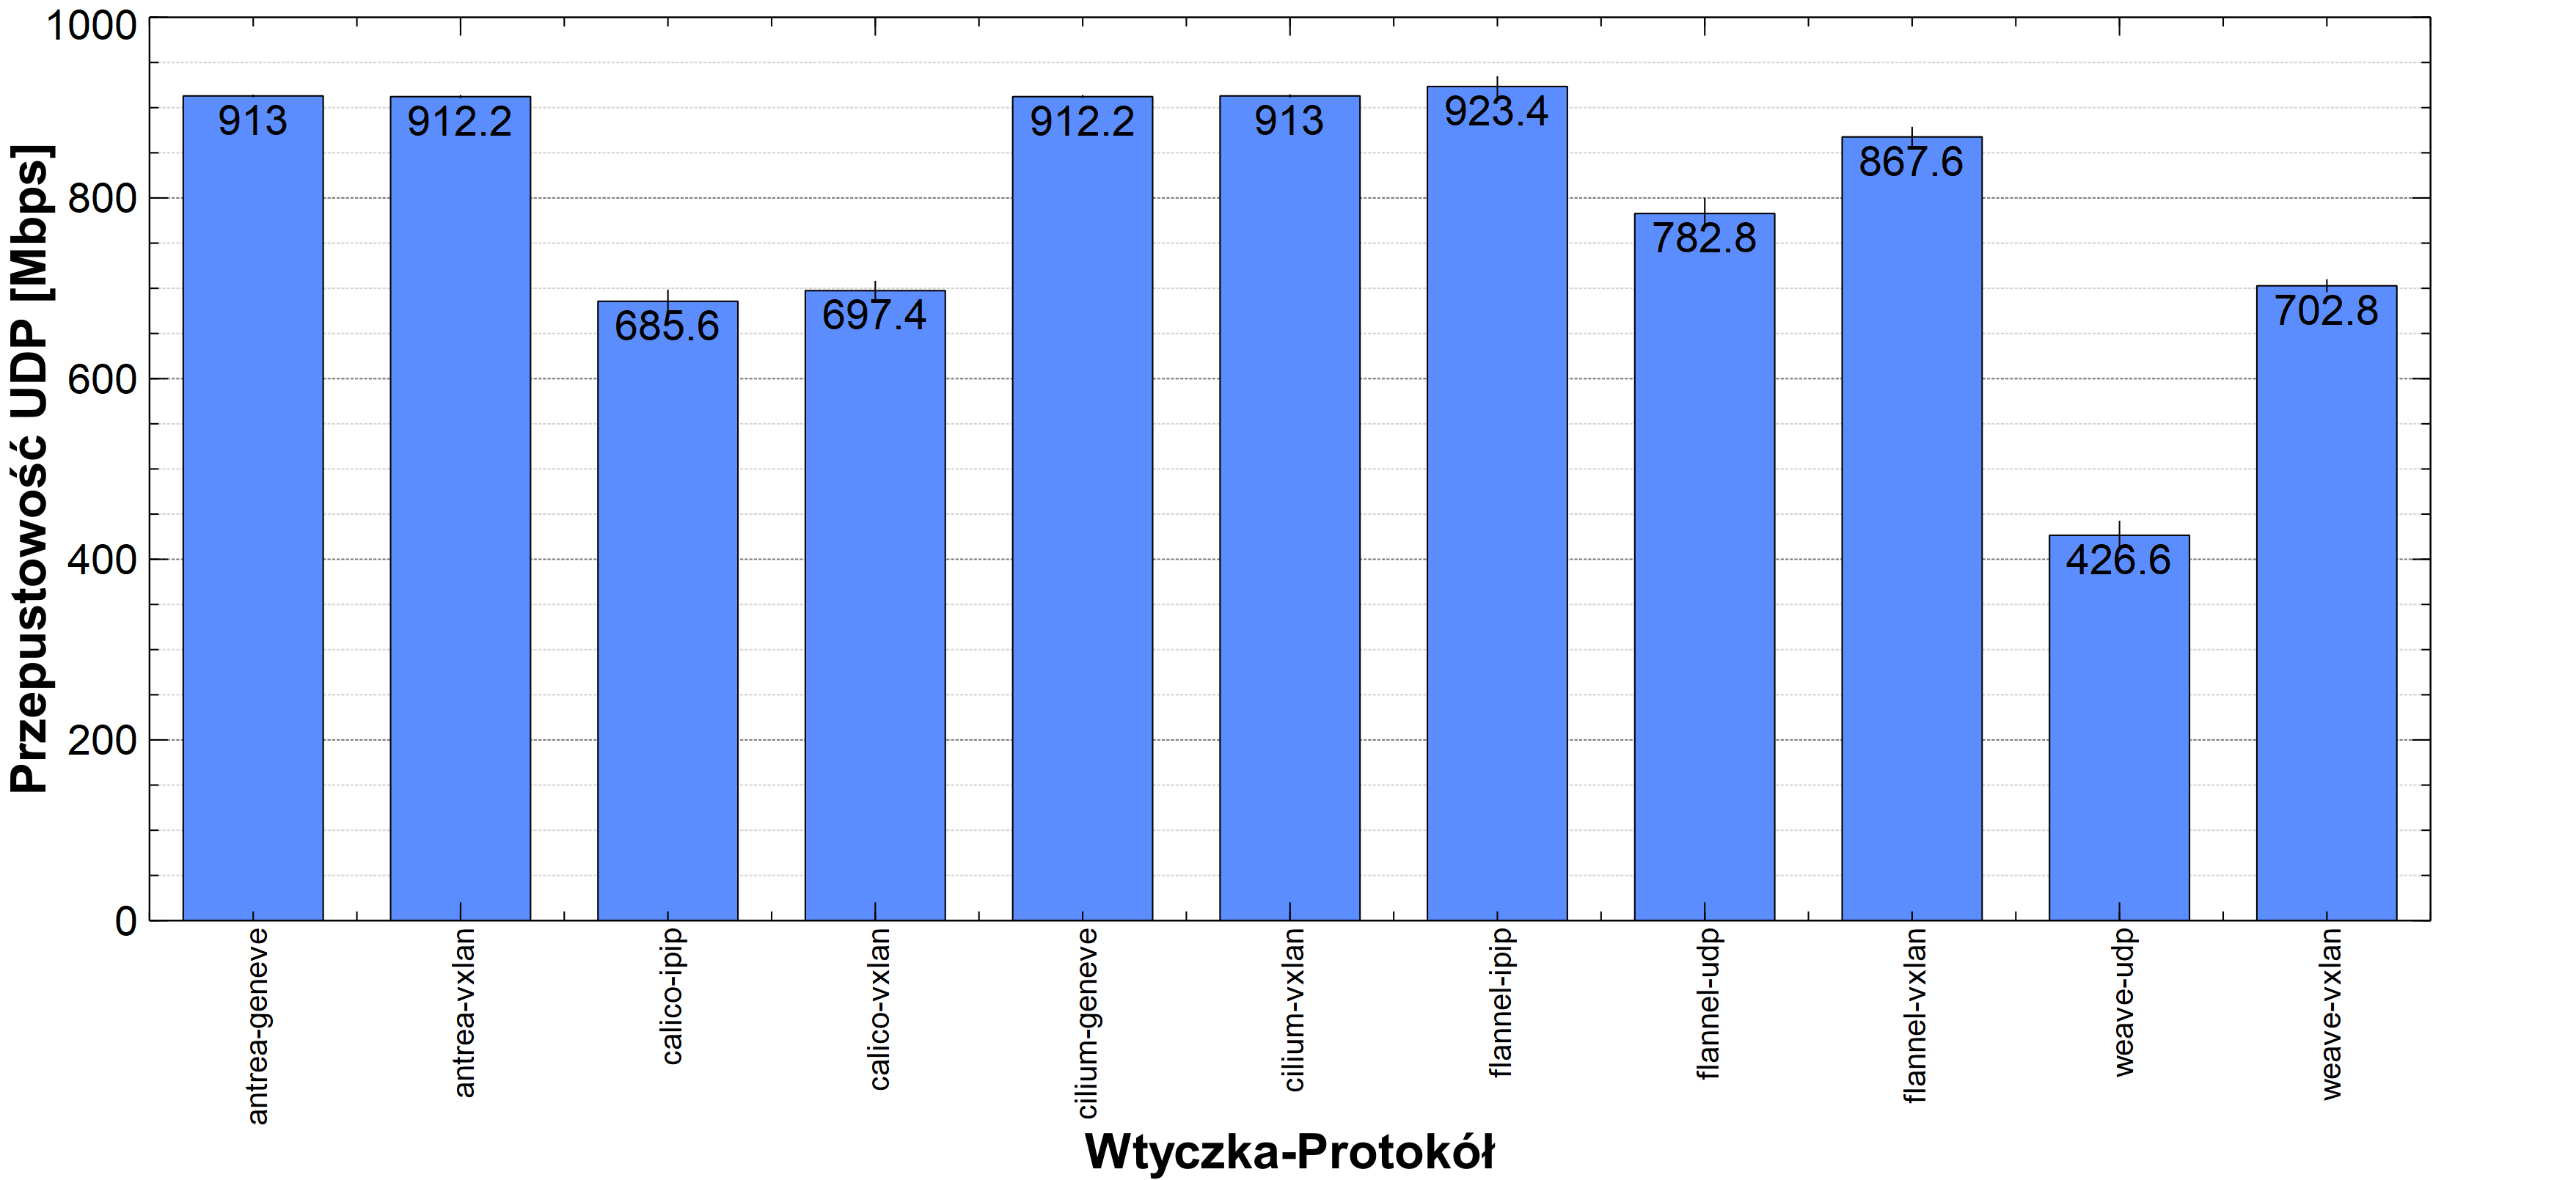 Przepustowość UDP [Mbps]
1000
800
600
400
200
0
913
912.2
685.6
697.4
912.2
913
923.4
782.8
867.6
426.6
702.8
antrea-geneve
antrea-vxlan
calico-ipip
calico-vxlan
cilium-geneve
cilium-vxlan
flannel-ipip
flannel-udp
flannel-vxlan
weave-udp
weave-vxlan
Wtyczka-Protokół